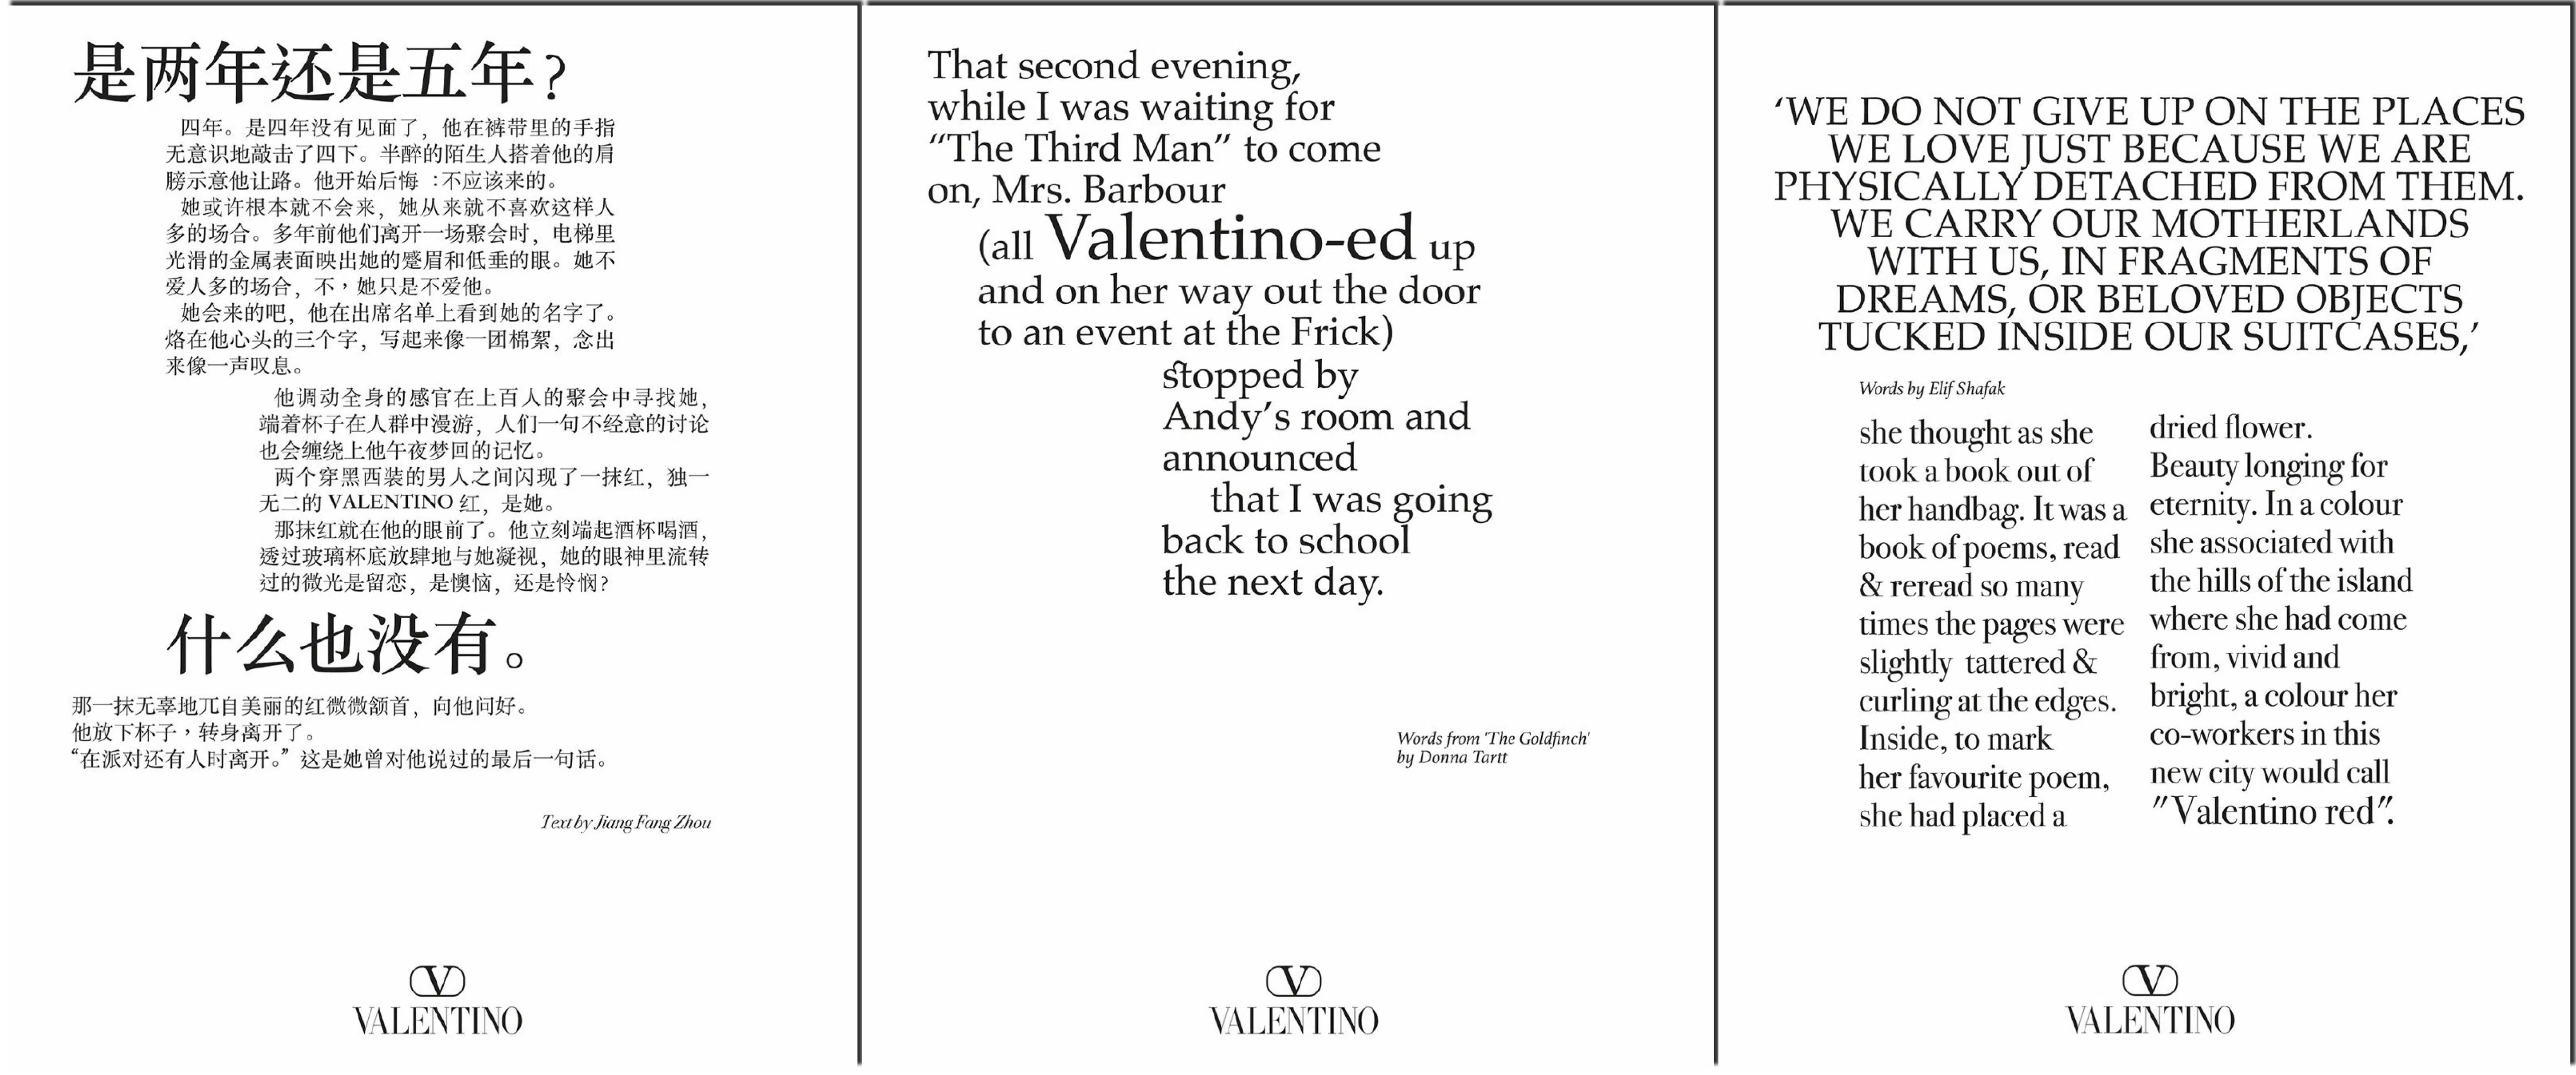 是两年还是五年?
四年。是四年没有见面了，他在裤带里的手指
无意识地敲击了四下。半醉的陌生人搭着他的肩
膀示意他让路。他开始后悔：不应该来的。
她或许根本就不会来，她从来就不喜欢这样人
多的场合。多年前他们离开一场聚会时，电梯里
光滑的金属表面映出她的蹙眉和低垂的眼。她不
爱人多的场合，不，她只是不爱他。
她会来的吧，他在出席名单上看到她的名字了。
烙在他心头的三个字，写起来像一团棉絮，念出
来像一声叹息。
他调动全身的感官在上百人的聚会中寻找她，
端着杯子在人群中漫游，人们一句不经意的讨论
也会缠绕上他午夜梦回的记忆。
两个穿黑西装的男人之间闪现了一抹红，独一
无二的 VALENTINO 红，是她。
那抹红就在他的眼前了。他立刻端起酒杯喝酒，
透过玻璃杯底放肆地与她凝视，她的眼神里流转
过的微光是留恋，是懊恼，还是怜悯?
什么也没有。
那一抹无辜地兀自美丽的红微微颔首，向他问好。
他放下杯子，转身离开了。
“在派对还有人时离开。”这是她曾对他说过的最后一句话。
Text by Jiang Fang Zhou
VALENTINO
That second evening,
while I was waiting for
“The Third Man” to come
on, Mrs. Barbour
(all Valentino-ed up
and on her way out the door
to an event at the Frick)
stopped by
Andy’s room and
announced
that I was going
back to school
the next day.
Words from 'The Goldfinch'
by Donna Tartt
VALENTINO
‘WE DO NOT GIVE UP ON THE PLACES
WE LOVE JUST BECAUSE WE ARE
PHYSICALLY DETACHED FROM THEM.
WE CARRY OUR MOTHERLANDS
WITH US, IN FRAGMENTS OF
DREAMS, OR BELOVED OBJECTS
TUCKED INSIDE OUR SUITCASES,’
Words by Elif Shafak
she thought as she
took a book out of
her handbag. It was a
book of poems, read
& reread so many
times the pages were
slightly tattered &
curling at the edges.
Inside, to mark
her favourite poem,
she had placed a
dried flower.
Beauty longing for
eternity. In a colour
she associated with
the hills of the island
where she had come
from, vivid and
bright, a colour her
co-workers in this
new city would call
"Valentino red".
VALENTINO